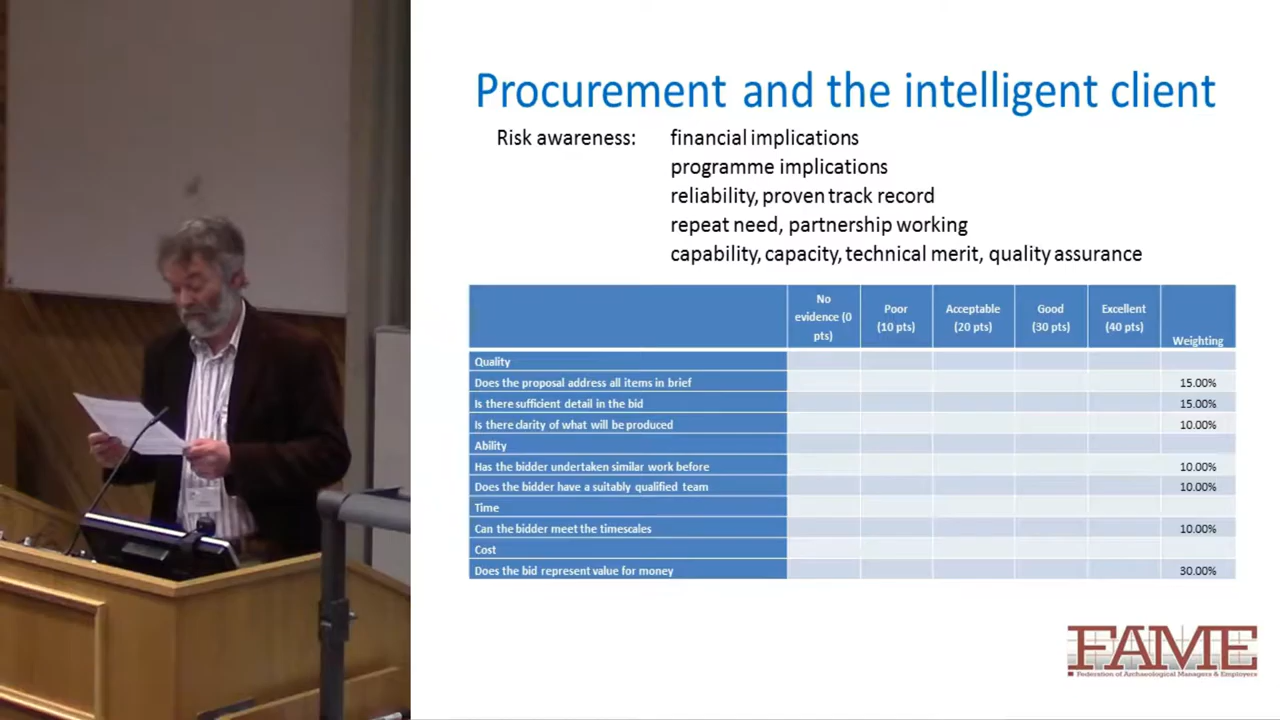 Procurement and the intelligent client
Risk awareness: financial implications
programme implications
reliability, proven track record
repeat need, partnership working
capability, capacity, technical merit, quality assurance
No evidence (0 pts) Poor (10 pts) Acceptable (20 pts) Good (30 pts) Excellent (40 pts) Weighting
Quality
Does the proposal address all items in brief 15.00%
Is there sufficient detail in the bid 15.00%
Is there clarity of what will be produced 10.00%
Ability
Has the bidder undertaken similar work before 10.00%
Does the bidder have a suitably qualified team 10.00%
Time
Can the bidder meet the timescales 10.00%
Cost
Does the bid represent value for money 30.00%
FAME
Federation of Archaeological Managers & Employers